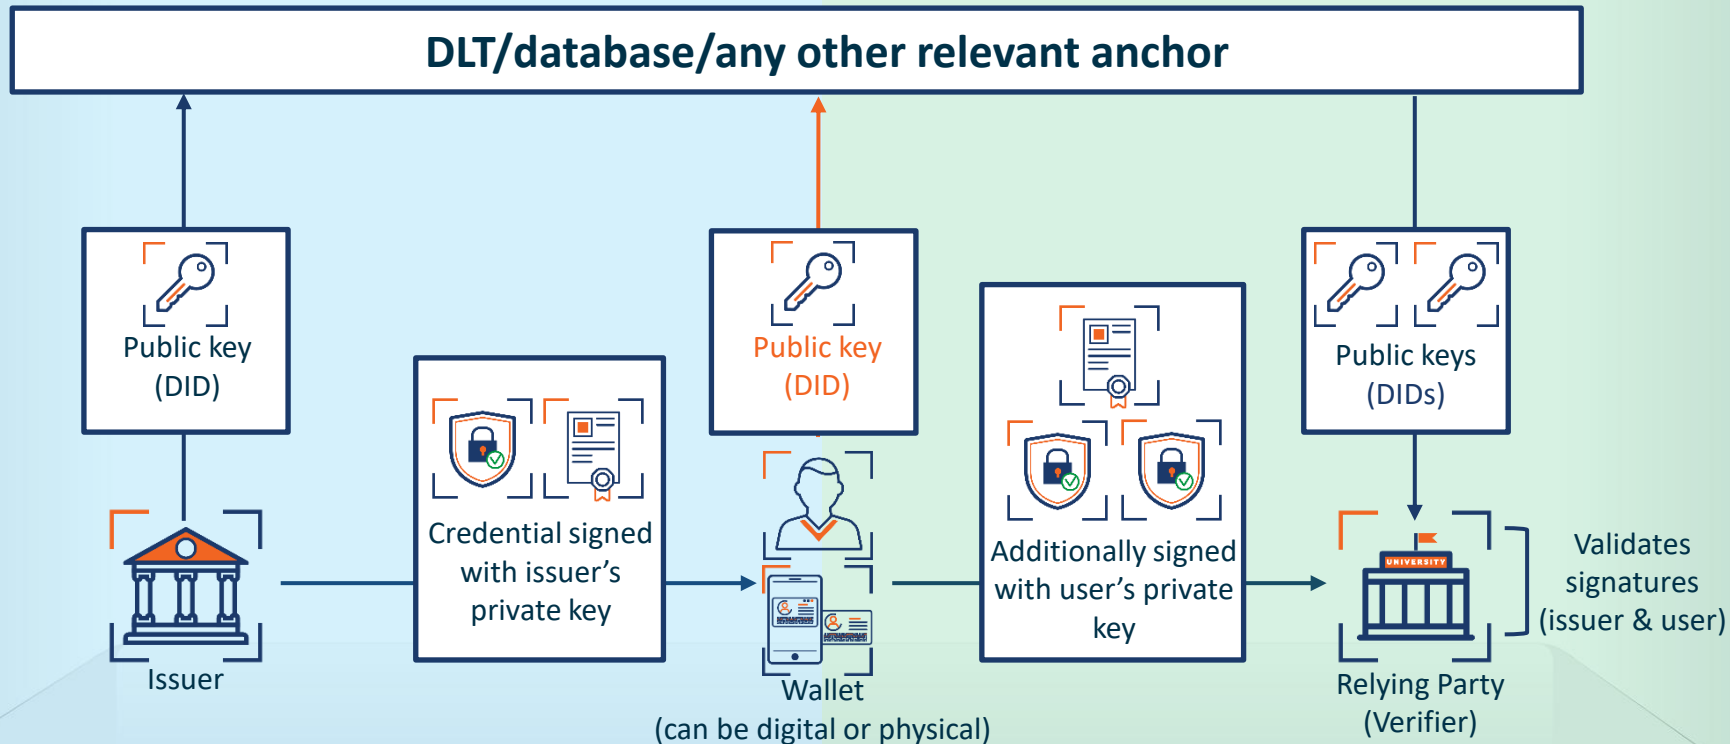 DLT/database/any other relevant anchor
Public key
(DID)
Public key
(DID)
Public keys
(DIDs)
Credential signed
with issuer's
private key
Additionally signed
with user's private
key
UNIVERSITY
Validates
signatures
(issuer & user)
Issuer
Wallet
(can be digital or physical)
Relying Party
(Verifier)